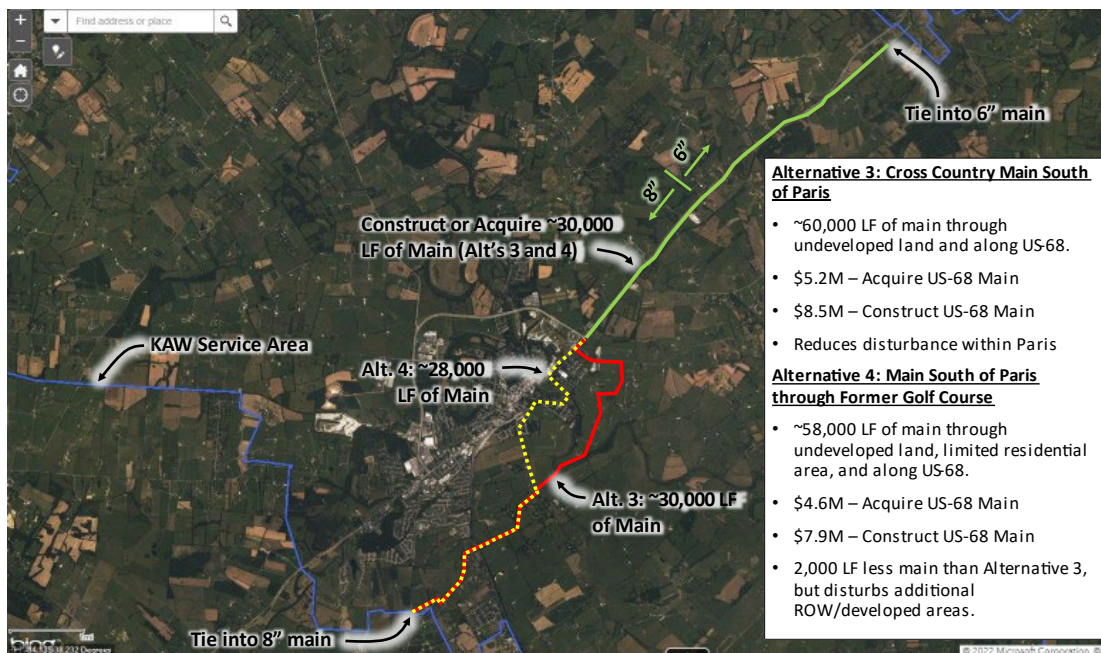 +
−
Find address or place
Tie into 6” main
6”
8”
Construct or Acquire ~30,000
LF of Main (Alt’s 3 and 4)
KAW Service Area
Alt. 4: ~28,000
LF of Main
Alt. 3: ~30,000 LF
of Main
Tie into 8” main
Alternative 3: Cross Country Main South
of Paris
• ~60,000 LF of main through
undeveloped land and along US-68.
• $5.2M – Acquire US-68 Main
• $8.5M – Construct US-68 Main
• Reduces disturbance within Paris
Alternative 4: Main South of Paris
through Former Golf Course
• ~58,000 LF of main through
undeveloped land, limited residential
area, and along US-68.
• $4.6M – Acquire US-68 Main
• $7.9M – Construct US-68 Main
• 2,000 LF less main than Alternative 3,
but disturbs additional
ROW/developed areas.
bing
Degrees
© 2022 Microsoft Corporation, ©